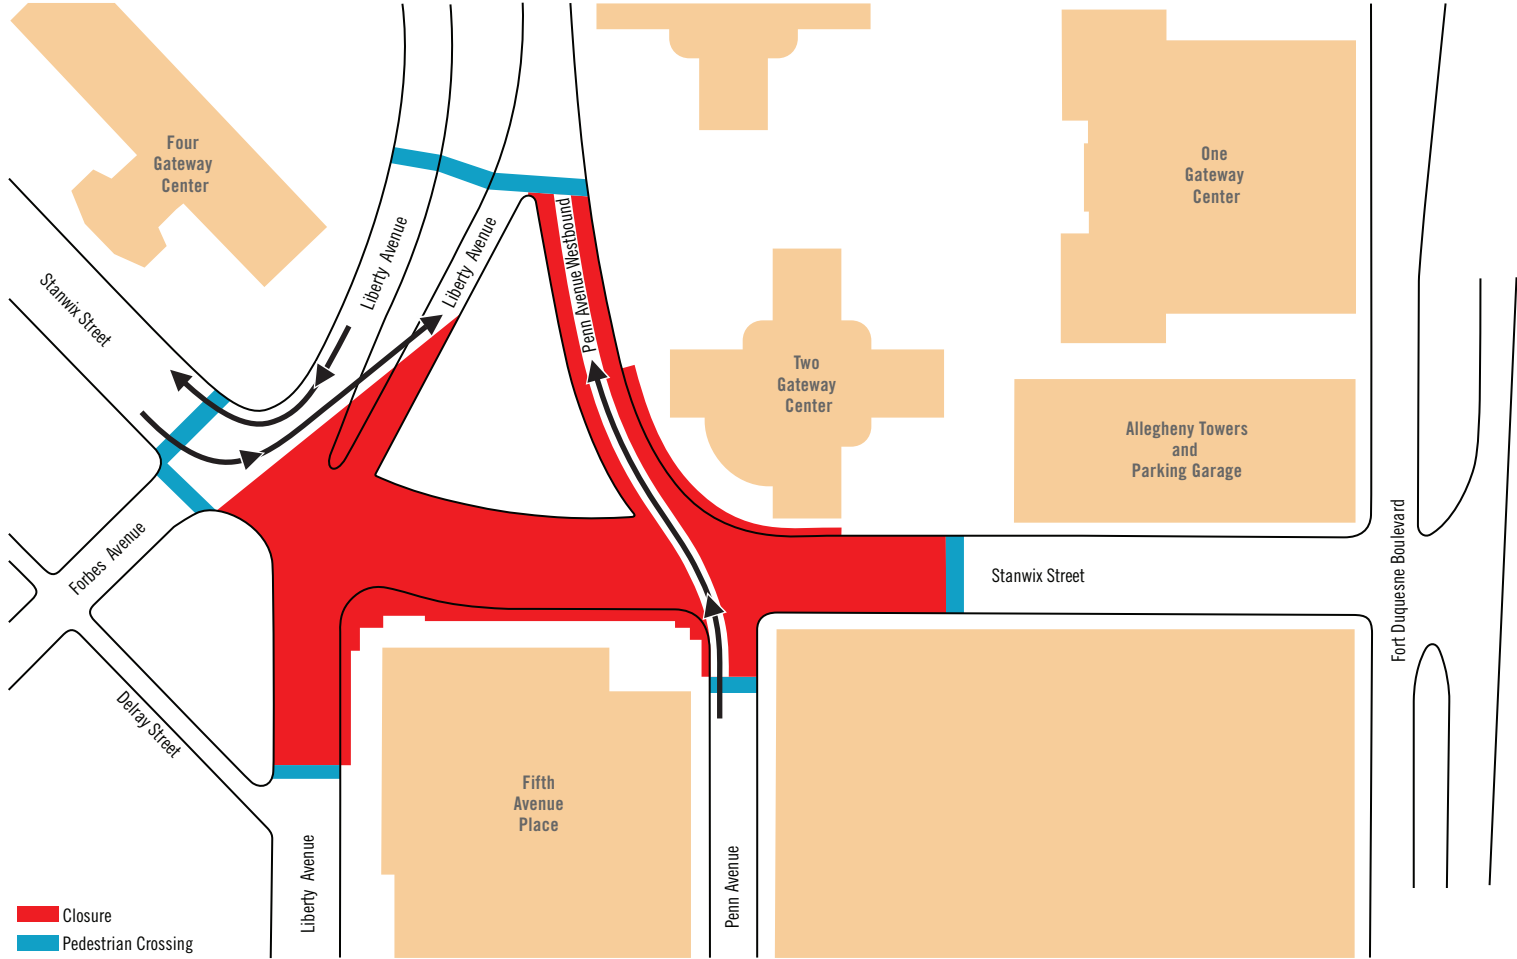 Four
Gateway
Center
One
Gateway
Center
Liberty Avenue
Liberty Avenue
Penn Avenue Westbound
Stanwix Street
Two
Gateway
Center
Allegheny Towers
and
Parking Garage
Forbes Avenue
Stanwix Street
Fort Duquesne Boulevard
Delray Street
Fifth
Avenue
Place
Liberty Avenue
Penn Avenue
Closure
Pedestrian Crossing